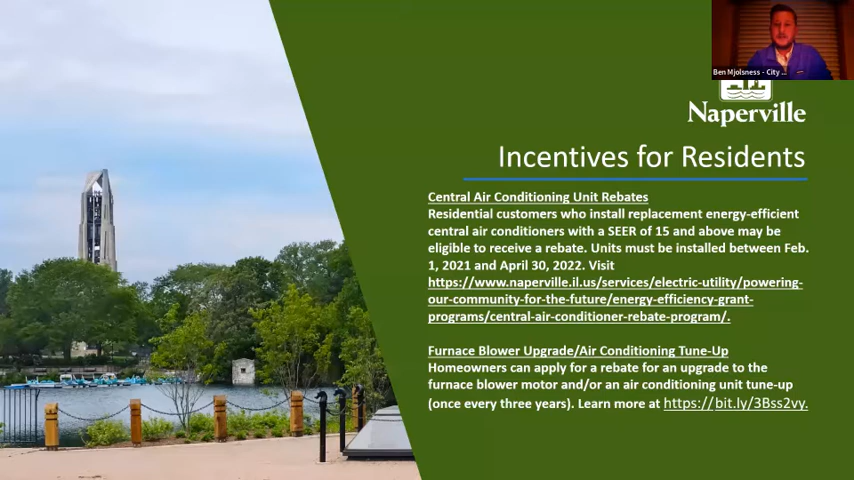 Ben Mjolsness - City ...
Naperville
Incentives for Residents
Central Air Conditioning Unit Rebates
Residential customers who install replacement energy-efficient
central air conditioners with a SEER of 15 and above may be
eligible to receive a rebate. Units must be installed between Feb.
1, 2021 and April 30, 2022. Visit
https://www.naperville.il.us/services/electric-utility/powering-
our-community-for-the-future/energy-efficiency-grant-
programs/central-air-conditioner-rebate-program/.
Furnace Blower Upgrade/Air Conditioning Tune-Up
Homeowners can apply for a rebate for an upgrade to the
furnace blower motor and/or an air conditioning unit tune-up
(once every three years). Learn more at https://bit.ly/3Bss2vy.